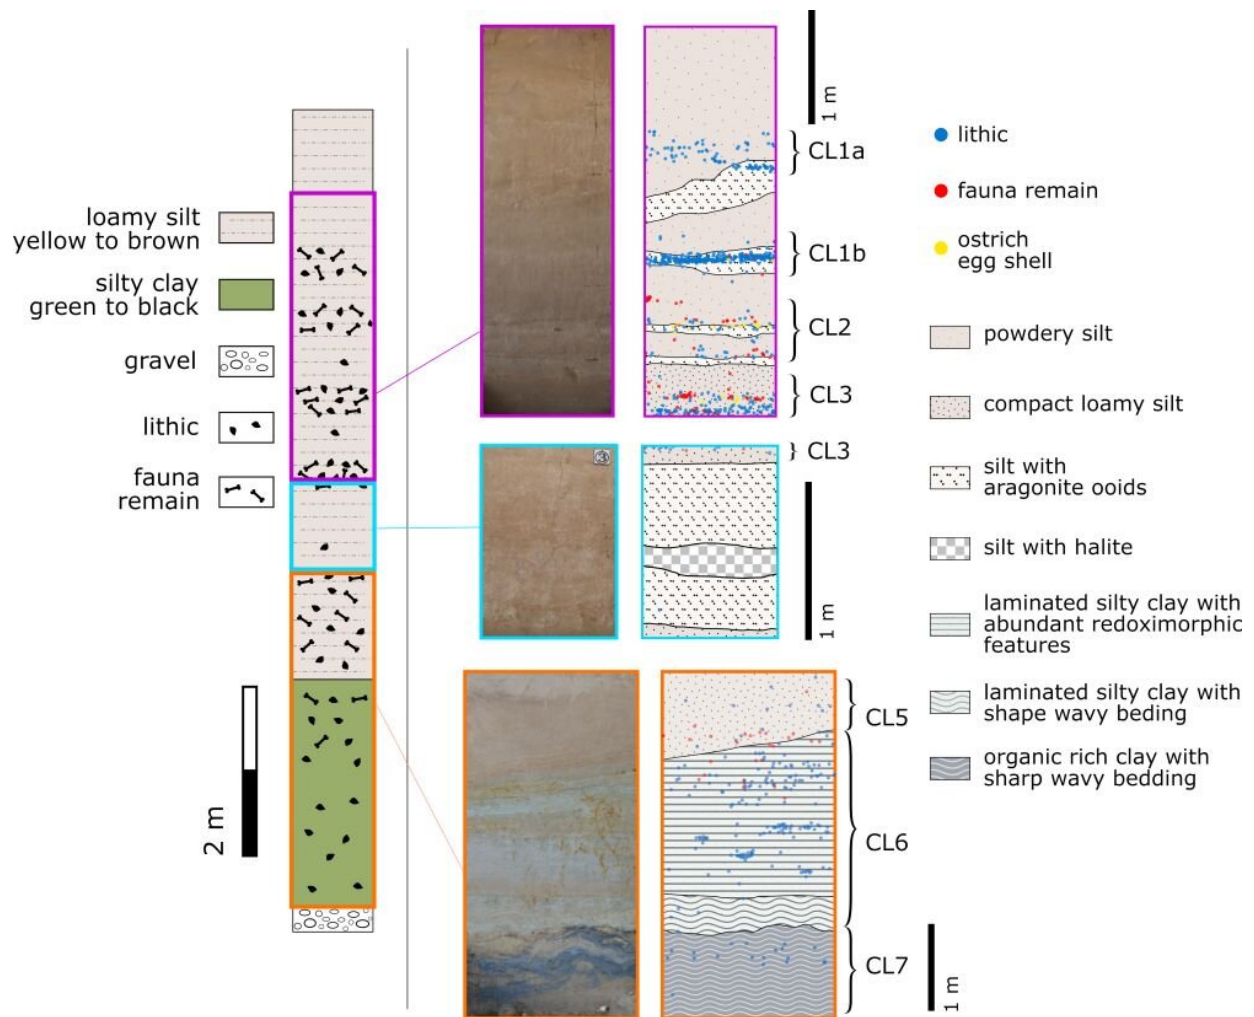 loamy silt
yellow to brown
silty clay
green to black
gravel
lithic
fauna
remain
2 m
1 m
CL1a
CL1b
CL2
CL3
CL3
1 m
CL5
CL6
CL7
1 m
lithic
fauna remain
ostrich
egg shell
powdery silt
compact loamy silt
silt with
aragonite ooids
silt with halite
laminated silty clay with
abundant redoximorphic
features
laminated silty clay with
shape wavy beding
organic rich clay with
sharp wavy bedding